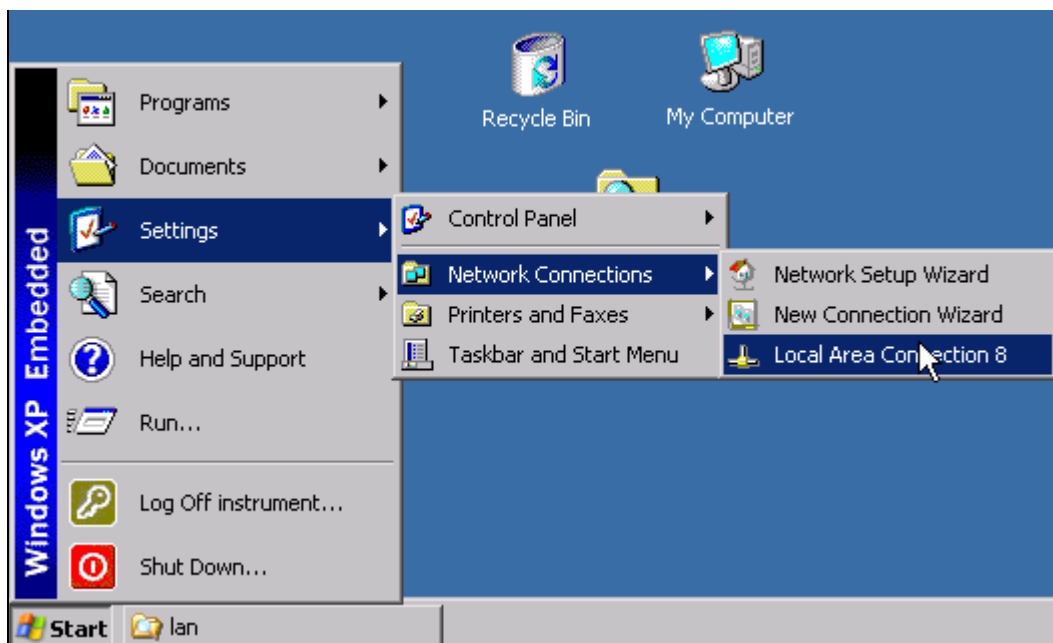 Recycle Bin
My Computer
Windows XP Embedded
Programs
Documents
Settings
Search
Help and Support
Run...
Log Off instrument...
Shut Down...
Control Panel
Network Connections
Printers and Faxes
Taskbar and Start Menu
Network Setup Wizard
New Connection Wizard
Local Area Connection 8
Start
lan